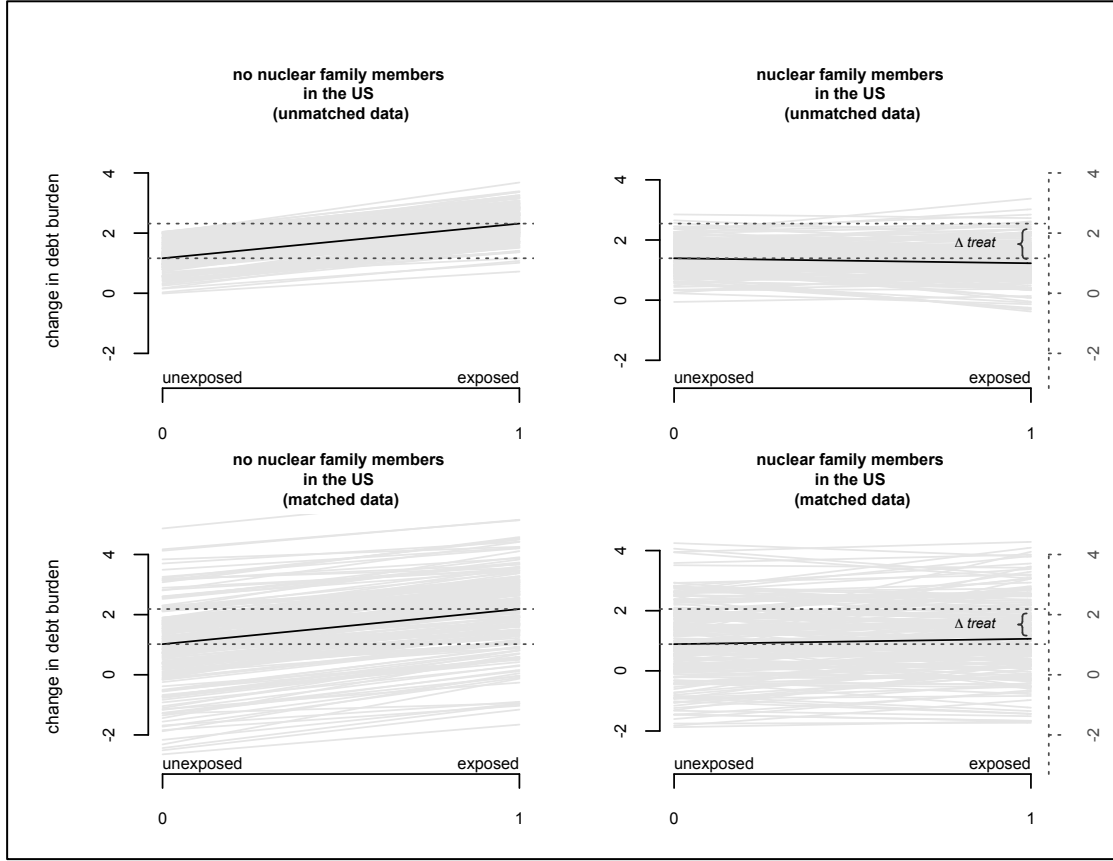 no nuclear family members
in the US
(unmatched data)
change in debt burden
4
2
0
-2
unexposed exposed
0 1
nuclear family members
in the US
(unmatched data)
4
2
0
-2
Δ treat
4
2
0
-2
unexposed exposed
0 1
no nuclear family members
in the US
(matched data)
change in debt burden
4
2
0
-2
unexposed exposed
0 1
nuclear family members
in the US
(matched data)
4
2
0
-2
Δ treat
4
2
0
-2
unexposed exposed
0 1